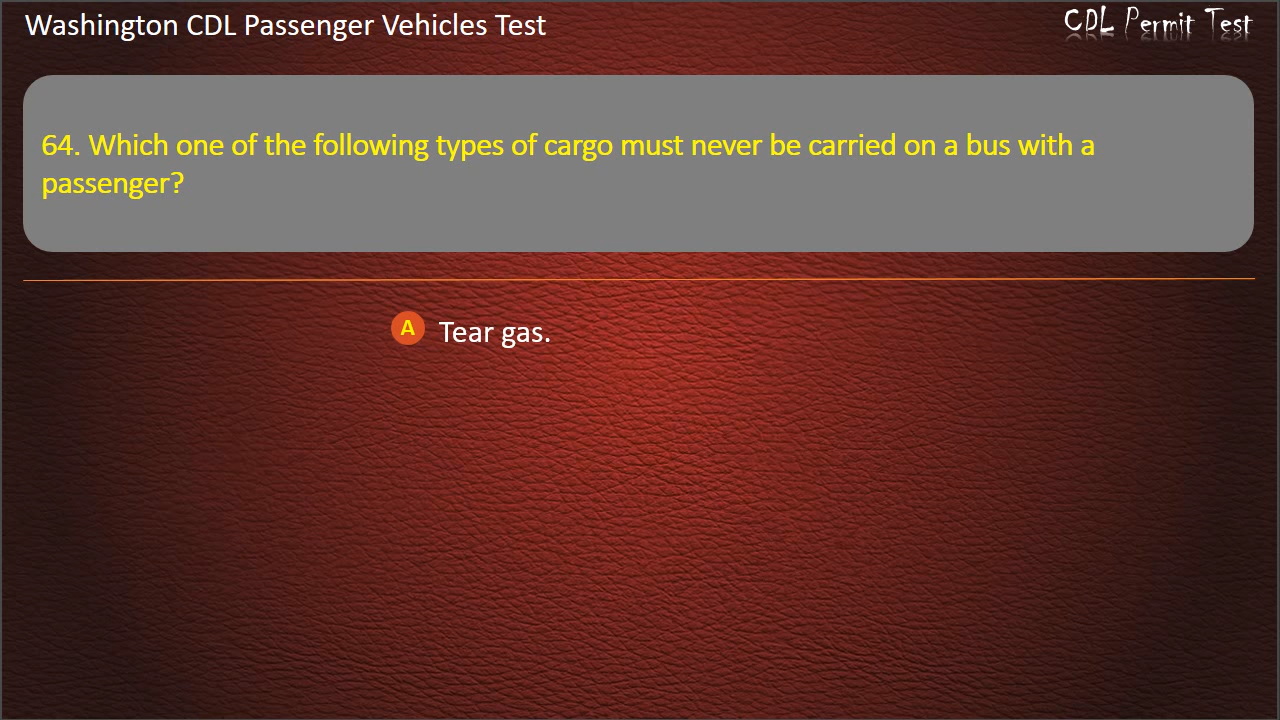 Washington CDL Passenger Vehicles Test
CDL Permit Test
64. Which one of the following types of cargo must never be carried on a bus with a
passenger?
A Tear gas.